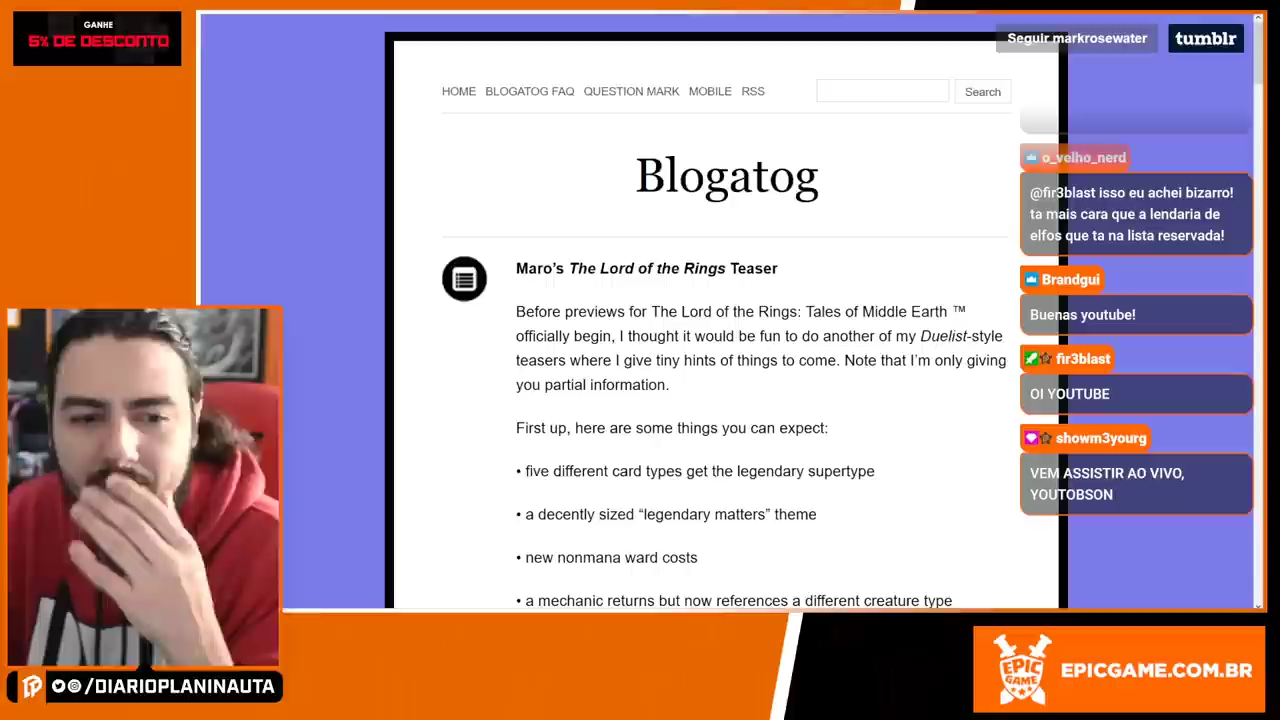 GANHE
5% DE DESCONTO
Seguir markrosewater
tumblr
HOME BLOGATOG FAQ QUESTION MARK MOBILE RSS
Search
Blogatog
Maro's The Lord of the Rings Teaser
Before previews for The Lord of the Rings: Tales of Middle Earth ™
officially begin, I thought it would be fun to do another of my Duelist-style
teasers where I give tiny hints of things to come. Note that I'm only giving
you partial information.
First up, here are some things you can expect:
• five different card types get the legendary supertype
• a decently sized “legendary matters” theme
• new nonmana ward costs
• a mechanic returns but now references a different creature type
o_velho_nerd
@fir3blast isso eu achei bizarro!
ta mais cara que a lendaria de
elfos que ta na lista reservada!
Brandgui
Buenas youtube!
fir3blast
OI YOUTUBE
showm3yourg
VEM ASSISTIR AO VIVO,
YOUTOBSON
/DIARIOPLANINAUTA
EPIC
GAME
EPICGAME.COM.BR